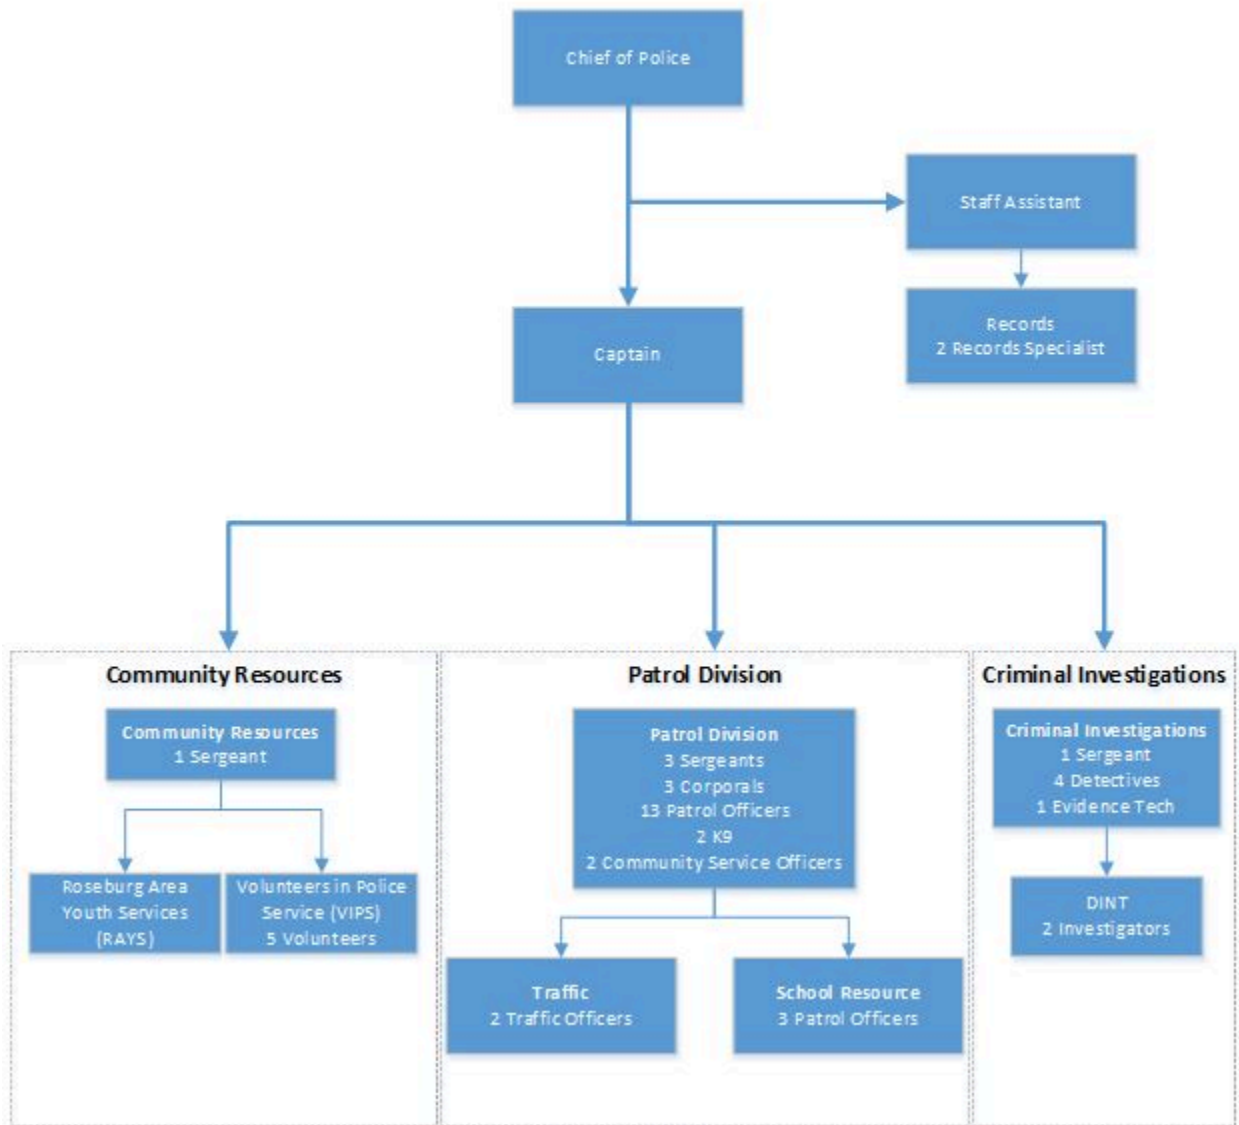 Chief of Police
Staff Assistant
Records
2 Records Specialist
Captain
Community Resources
Community Resources
1 Sergeant
Roseburg Area
Youth Services
(RAYS)
Volunteers in Police
Service (VIPS)
5 Volunteers
Patrol Division
Patrol Division
3 Sergeants
3 Corporals
13 Patrol Officers
2 K9
2 Community Service Officers
Traffic
2 Traffic Officers
School Resource
3 Patrol Officers
Criminal Investigations
Criminal Investigations
1 Sergeant
4 Detectives
1 Evidence Tech
DINT
2 Investigators